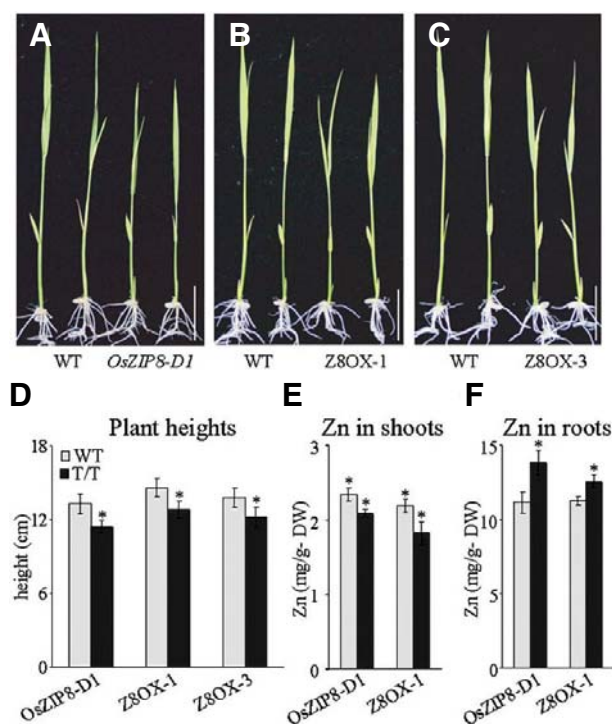 A B C
WT OsZIP8-D1 WT Z8OX-1 WT Z8OX-3
D E F
Plant heights Zn in shoots Zn in roots
18
12
6
0
height (cm)
WT
T/T
* * *
OsZIP8-D1 Z8OX-1 Z8OX-3
3
2
1
0
Zn (mg/g- DW)
* * * *
OsZIP8-D1 Z8OX-1
15
10
5
0
Zn (mg/g- DW)
* *
OsZIP8-D1 Z8OX-1